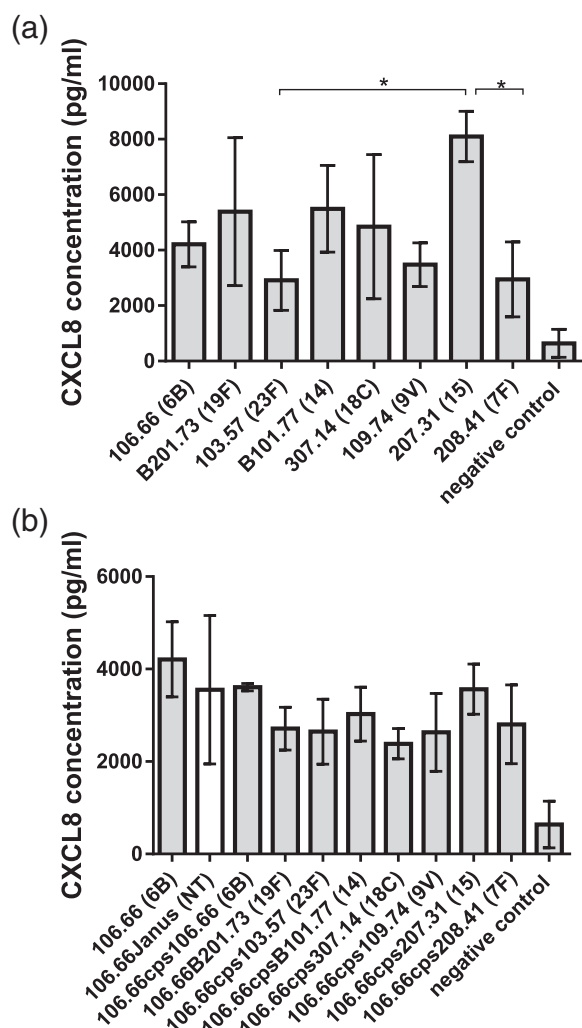 (a)
CXCL8 concentration (pg/ml)
10000
8000
6000
4000
2000
0
* *
106.66 (6B)
B201.73 (19F)
103.57 (23F)
B101.77 (14)
307.14 (18C)
109.74 (9V)
207.31 (15)
208.41 (7F)
negative control
(b)
CXCL8 concentration (pg/ml)
6000
4000
2000
0
106.66 (6B)
106.66Janus (NT)
106.66cps106.66 (6B)
106.66B201.73 (19F)
106.66cps103.57 (23F)
106.66cpsB101.77 (14)
106.66cps307.14 (18C)
106.66cps109.74 (9V)
106.66cps207.31 (15)
106.66cps208.41 (7F)
negative control